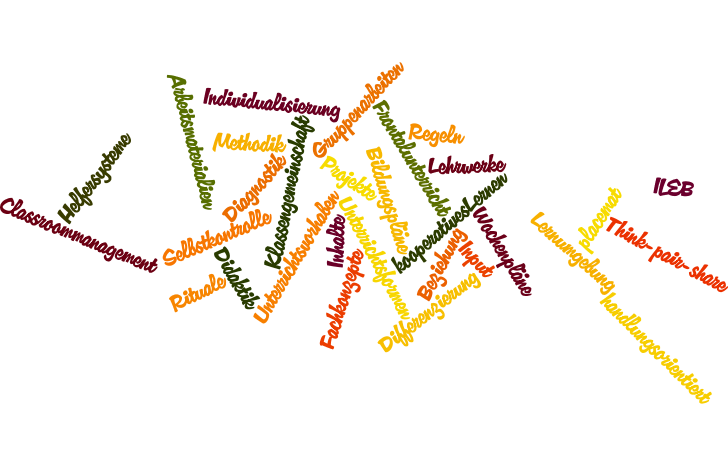 Classroommanagement
Helfersysteme
Arbeitsmaterialien
Individualisierung
Methodik
Diagnostik
Selbstkontrolle
Rituale
Didaktik
Klassengemeinschaft
Unterrichtsvorhaben
Gruppenarbeiten
Projekte
Inhalte
Fachkonzepte
Unterrichtsformen
Bildungspläne
Frontalunterricht
Regeln
Lehrwerke
kooperativesLernen
Beziehung
Input
Differenzierung
Wochenpläne
Lernumgebung
placemat
ILEB
Think-pair-share
handlungsorientiert